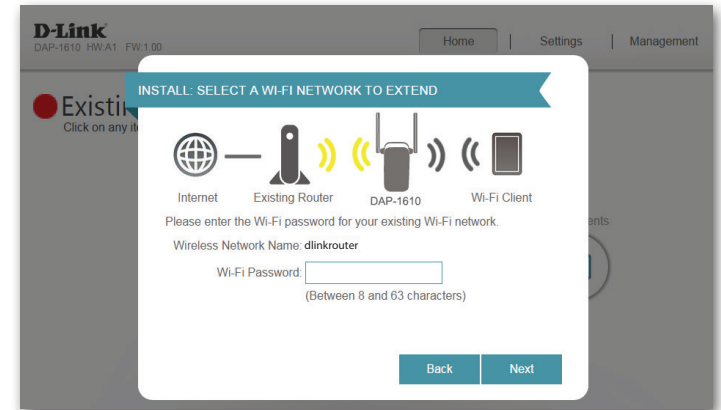 D-Link
DAP-1610 HW:A1 FW:1.00
Home | Settings | Management
INSTALL: SELECT A WI-FI NETWORK TO EXTEND
Existin
Click on any ite
Internet
Existing Router
DAP-1610
Wi-Fi Client
Please enter the Wi-Fi password for your existing Wi-Fi network.
ents
Wireless Network Name: dlinkrouter
Wi-Fi Password:
(Between 8 and 63 characters)
Back
Next